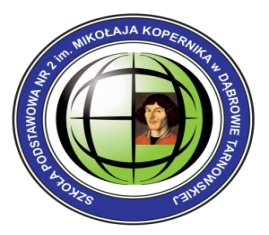 SZKOŁA PODSTAWOWA NR 2 im. MIKOŁAJA KOPERNIKA w DĄBROWIE TARNOWSKIEJ